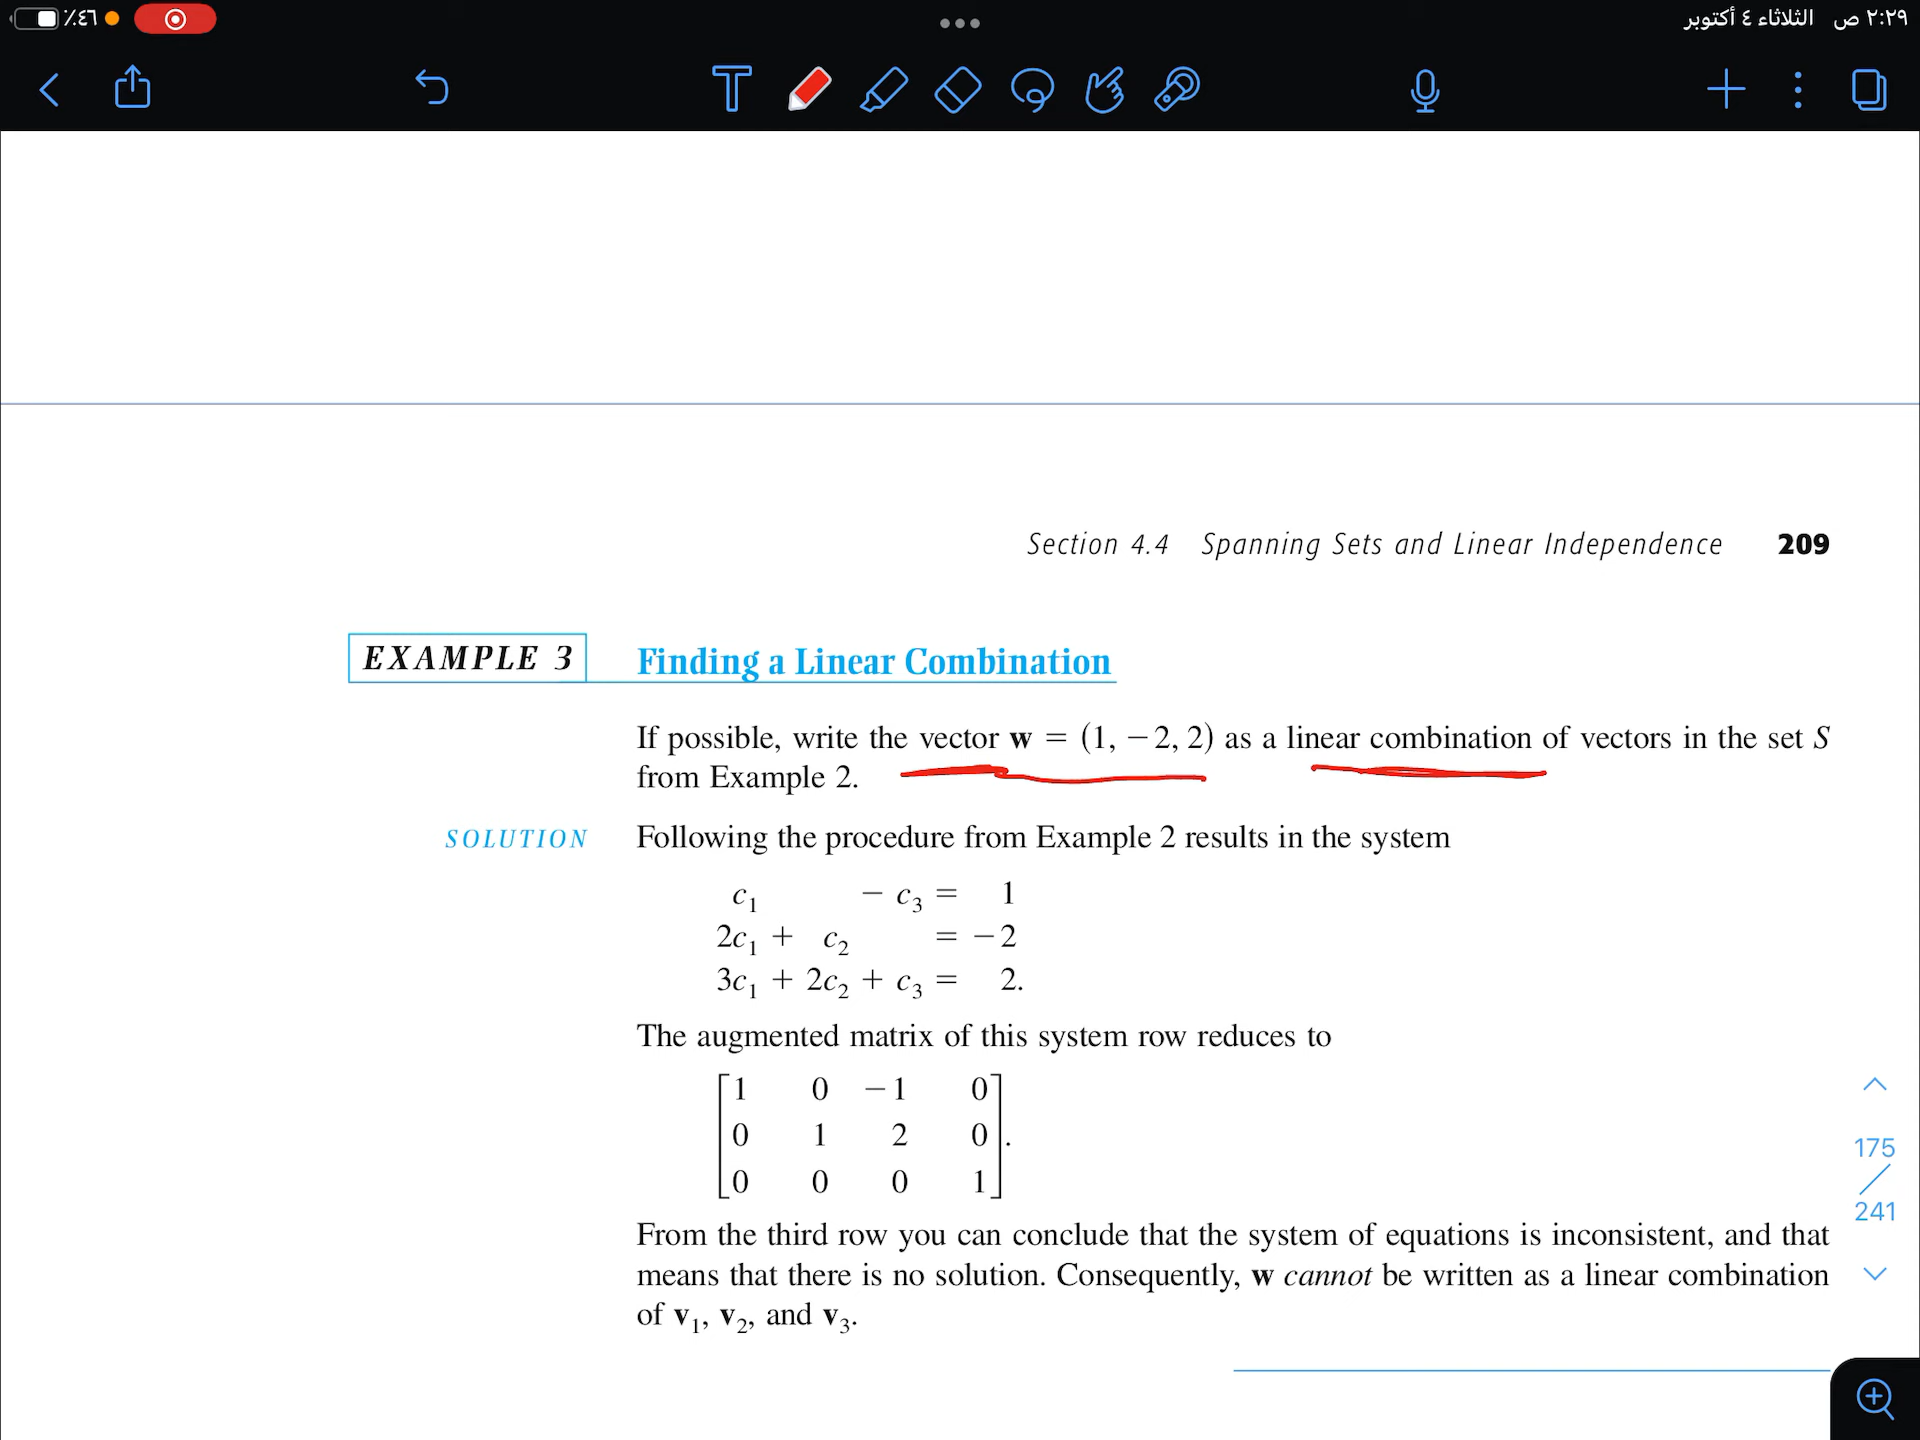 ٪٤٦
٢:٢٩ ص الثلاثاء ٤ أكتوبر
Section 4.4 Spanning Sets and Linear Independence 209
EXAMPLE 3 Finding a Linear Combination
If possible, write the vector w = (1, −2, 2) as a linear combination of vectors in the set S
from Example 2.
SOLUTION Following the procedure from Example 2 results in the system
c₁ − c₃ = 1
2c₁ + c₂ = −2
3c₁ + 2c₂ + c₃ = 2.
The augmented matrix of this system row reduces to
1 0 −1 0
0 1 2 0
0 0 0 1
.
From the third row you can conclude that the system of equations is inconsistent, and that
means that there is no solution. Consequently, w cannot be written as a linear combination
of v₁, v₂, and v₃.
175
/
241